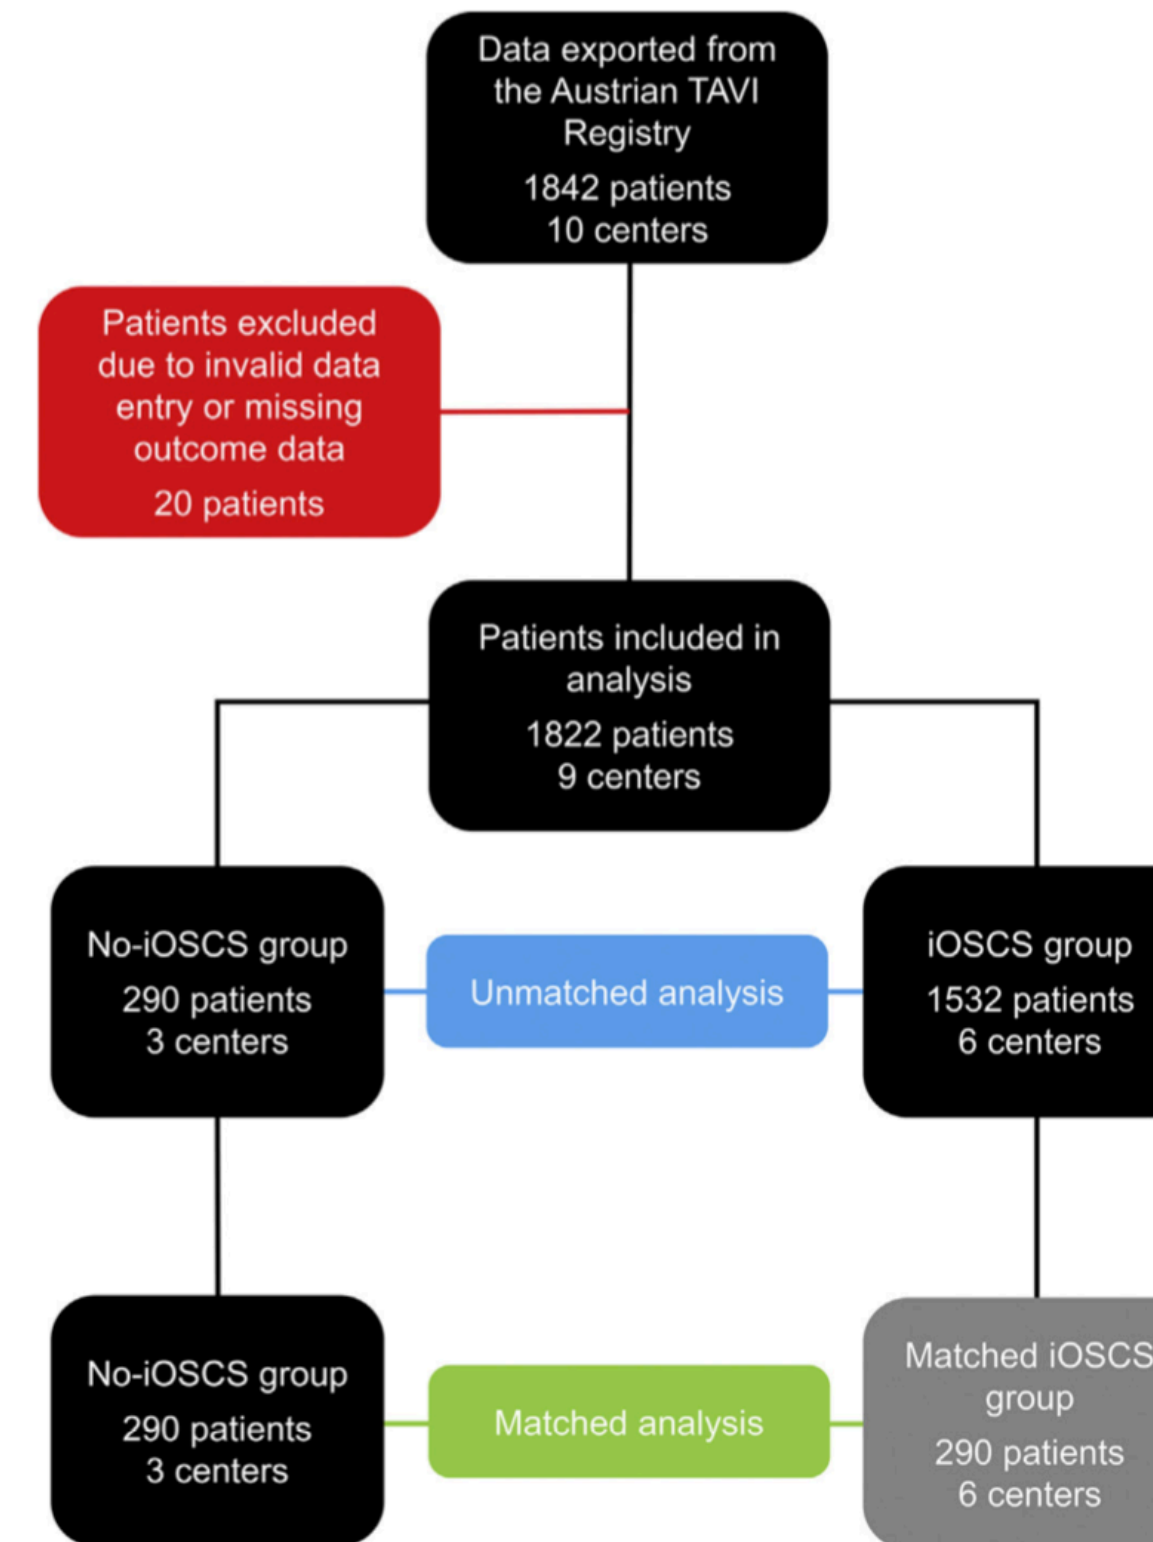 Data exported from
the Austrian TAVI
Registry
1842 patients
10 centers
Patients excluded
due to invalid data
entry or missing
outcome data
20 patients
Patients included in
analysis
1822 patients
9 centers
No-iOSCS group
290 patients
3 centers
Unmatched analysis
iOSCS group
1532 patients
6 centers
No-iOSCS group
290 patients
3 centers
Matched analysis
Matched iOSCS
group
290 patients
6 centers